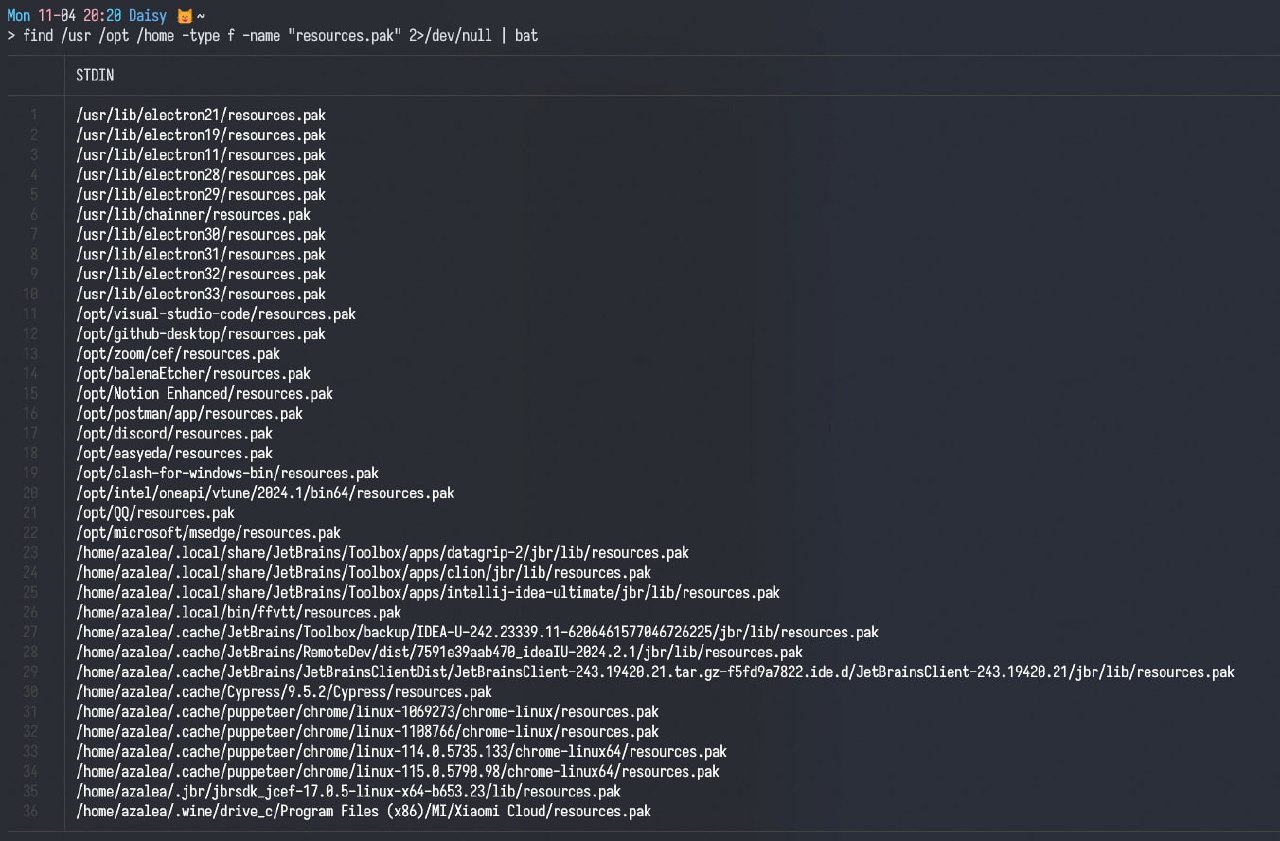 Mon 11-04 20:20 Daisy 🐱 ~
> find /usr /opt /home -type f -name "resources.pak" 2>/dev/null | bat
STDIN
1 /usr/lib/electron21/resources.pak
2 /usr/lib/electron19/resources.pak
3 /usr/lib/electron11/resources.pak
4 /usr/lib/electron28/resources.pak
5 /usr/lib/electron29/resources.pak
6 /usr/lib/chainner/resources.pak
7 /usr/lib/electron30/resources.pak
8 /usr/lib/electron31/resources.pak
9 /usr/lib/electron32/resources.pak
10 /usr/lib/electron33/resources.pak
11 /opt/visual-studio-code/resources.pak
12 /opt/github-desktop/resources.pak
13 /opt/zoom/cef/resources.pak
14 /opt/balenaEtcher/resources.pak
15 /opt/Notion Enhanced/resources.pak
16 /opt/postman/app/resources.pak
17 /opt/discord/resources.pak
18 /opt/easyeda/resources.pak
19 /opt/clash-for-windows-bin/resources.pak
20 /opt/intel/oneapi/vtune/2024.1/bin64/resources.pak
21 /opt/QQ/resources.pak
22 /opt/microsoft/msedge/resources.pak
23 /home/azalea/.local/share/JetBrains/Toolbox/apps/datagrip-2/jbr/lib/resources.pak
24 /home/azalea/.local/share/JetBrains/Toolbox/apps/clion/jbr/lib/resources.pak
25 /home/azalea/.local/share/JetBrains/Toolbox/apps/intellij-idea-ultimate/jbr/lib/resources.pak
26 /home/azalea/.local/bin/ffvtt/resources.pak
27 /home/azalea/.cache/JetBrains/Toolbox/backup/IDEA-U-242.23339.11-6206461577046726225/jbr/lib/resources.pak
28 /home/azalea/.cache/JetBrains/RemoteDev/dist/7591e39aab470_ideaIU-2024.2.1/jbr/lib/resources.pak
29 /home/azalea/.cache/JetBrains/JetBrainsClientDist/JetBrainsClient-243.19420.21.tar.gz-f5fd9a7822.ide.d/JetBrainsClient-243.19420.21/jbr/lib/resources.pak
30 /home/azalea/.cache/Cypress/9.5.2/Cypress/resources.pak
31 /home/azalea/.cache/puppeteer/chrome/linux-1069273/chrome-linux/resources.pak
32 /home/azalea/.cache/puppeteer/chrome/linux-1108766/chrome-linux/resources.pak
33 /home/azalea/.cache/puppeteer/chrome/linux-114.0.5735.133/chrome-linux64/resources.pak
34 /home/azalea/.cache/puppeteer/chrome/linux-115.0.5790.98/chrome-linux64/resources.pak
35 /home/azalea/.jbr/jbrsdk_jcef-17.0.5-linux-x64-b653.23/lib/resources.pak
36 /home/azalea/.wine/drive_c/Program Files (x86)/MI/Xiaomi Cloud/resources.pak